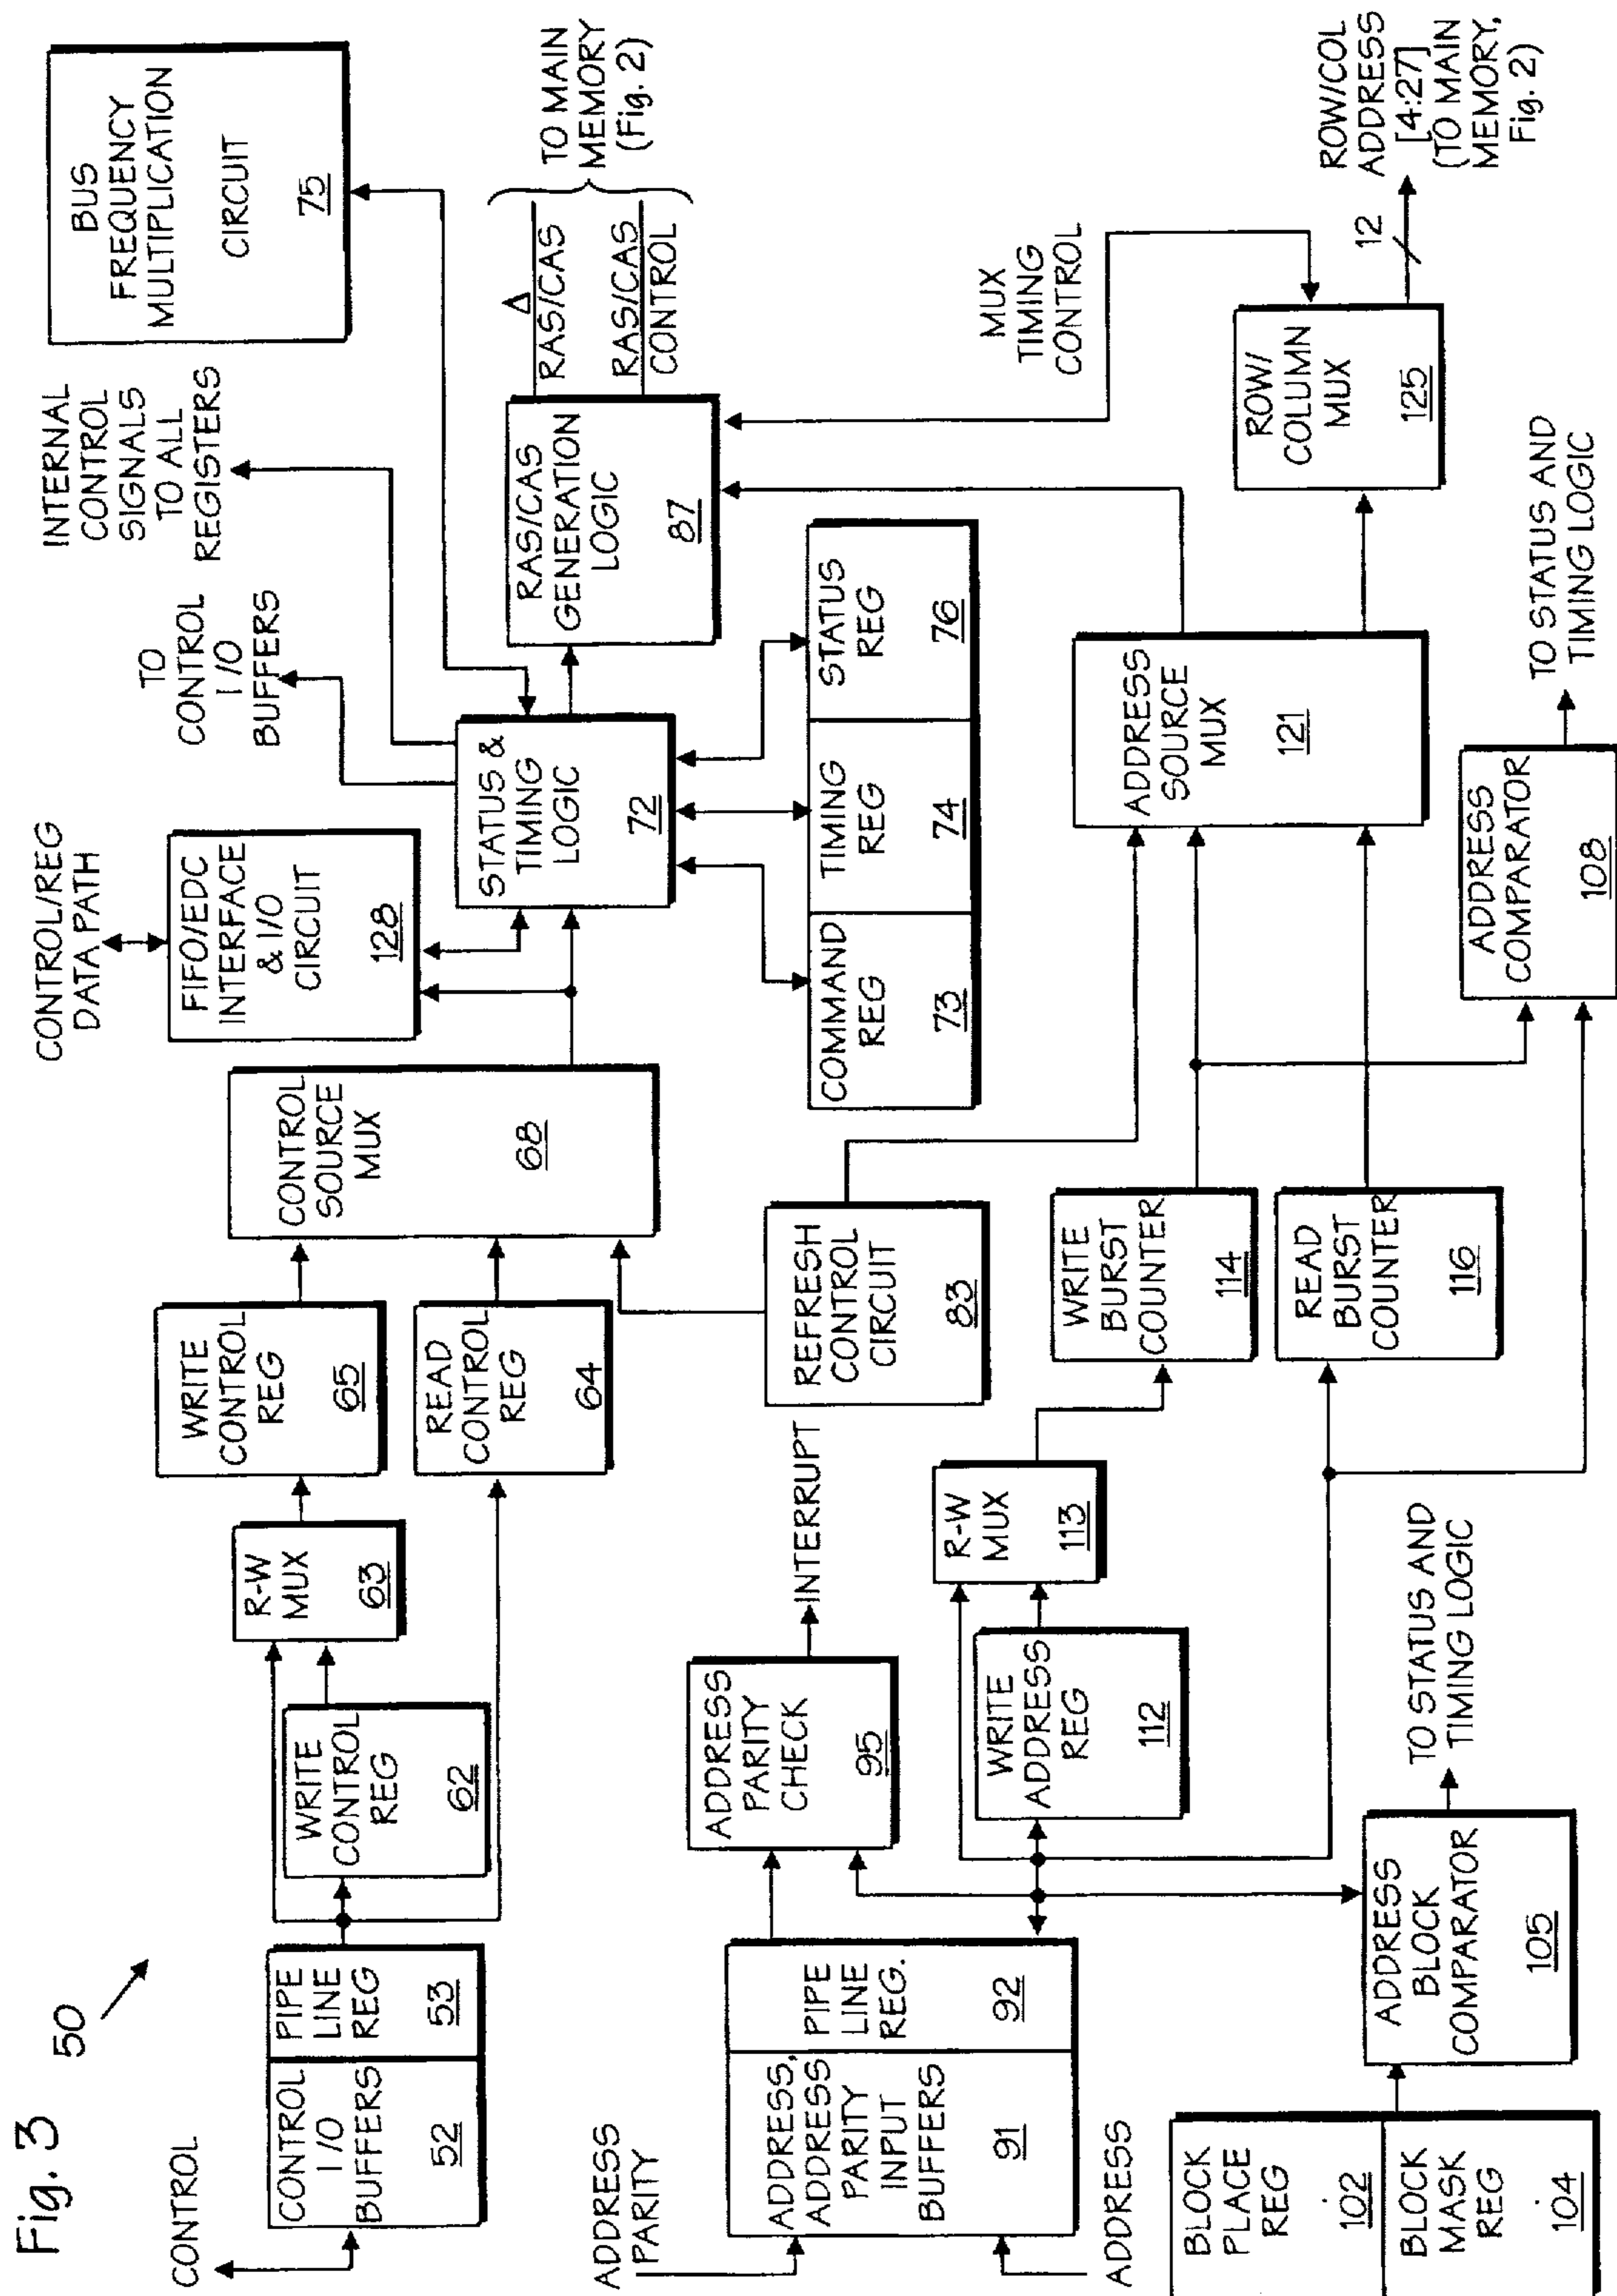 Fig. 3
50
CONTROL
CONTROL
I/O
BUFFERS
52
PIPE
LINE
REG
53
WRITE
CONTROL
REG
62
R-W
MUX
63
WRITE
CONTROL
REG
65
READ
CONTROL
REG
64
CONTROL
SOURCE
MUX
68
CONTROL/REG
DATA PATH
FIFO/EDC
INTERFACE
& I/O
CIRCUIT
128
STATUS &
TIMING
LOGIC
72
TO
CONTROL
I/O
BUFFERS
INTERNAL
CONTROL
SIGNALS
TO ALL
REGISTERS
BUS
FREQUENCY
MULTIPLICATION
CIRCUIT
75
COMMAND
REG
73
TIMING
REG
74
STATUS
REG
76
RAS/CAS
GENERATION
LOGIC
87
Δ
RAS/CAS
RAS/CAS
CONTROL
TO MAIN
MEMORY
(Fig. 2)
REFRESH
CONTROL
CIRCUIT
83
ADDRESS
PARITY
ADDRESS
ADDRESS,
ADDRESS
PARITY
INPUT
BUFFERS
91
PIPE
LINE
REG.
92
ADDRESS
PARITY
CHECK
95
INTERRUPT
WRITE
ADDRESS
REG
112
R-W
MUX
113
WRITE
BURST
COUNTER
114
READ
BURST
COUNTER
116
ADDRESS
SOURCE
MUX
121
MUX
TIMING
CONTROL
ROW/
COLUMN
MUX
125
12
ROW/COL
ADDRESS
[4:27]
(TO MAIN
MEMORY,
Fig. 2)
BLOCK
PLACE
REG
102
BLOCK
MASK
REG
104
ADDRESS
BLOCK
COMPARATOR
105
TO STATUS AND
TIMING LOGIC
ADDRESS
COMPARATOR
108
TO STATUS AND
TIMING LOGIC